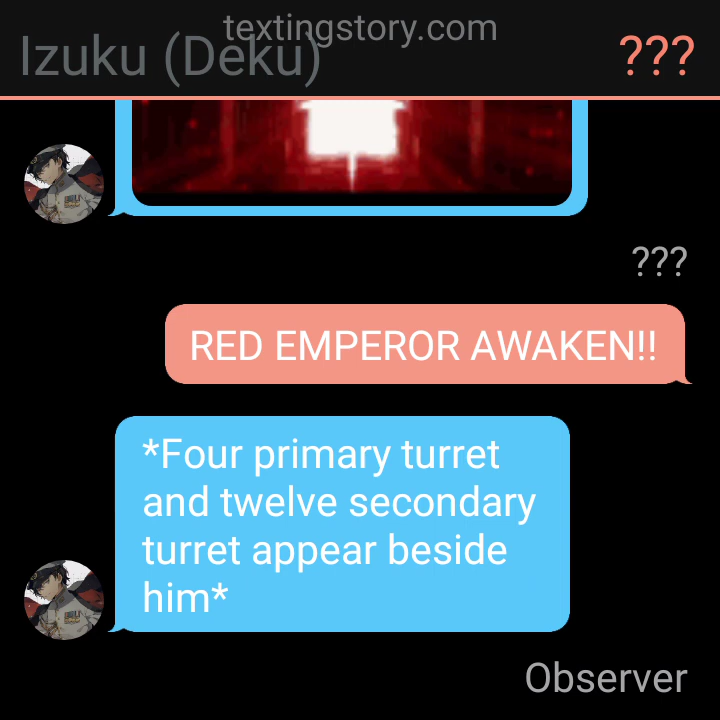 textingstory.com
Izuku (Deku)
???
???
RED EMPEROR AWAKEN!!
*Four primary turret
and twelve secondary
turret appear beside
him*
Observer